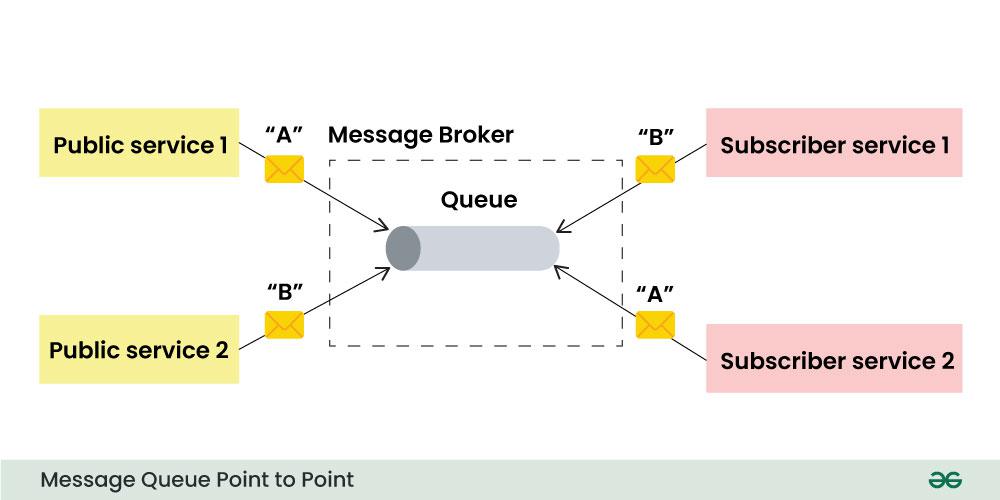 “A”
Message Broker
“B”
Public service 1
Subscriber service 1
Queue
“B”
“A”
Public service 2
Subscriber service 2
Message Queue Point to Point